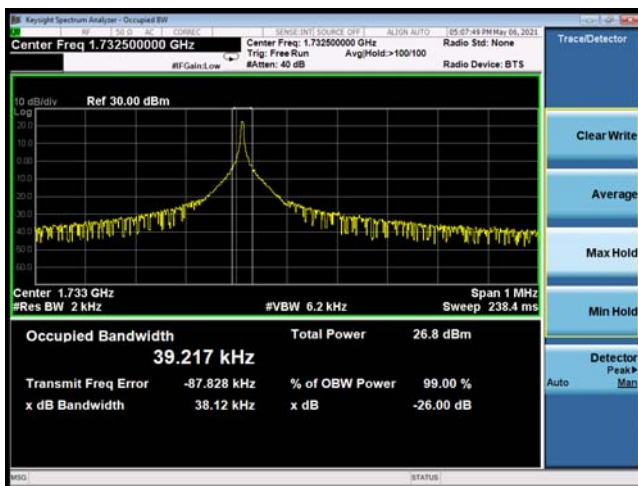 Keysight Spectrum Analyzer - Occupied BW
RF 50 Ω AC CORREC SENSE:INT SOURCE OFF ALIGN AUTO 05:07:49 PM May 06, 2021
Center Freq 1.732500000 GHz Center Freq: 1.732500000 GHz Radio Std: None
Trig: Free Run Avg|Hold:>100/100
#IFGain:Low #Atten: 40 dB Radio Device: BTS
Trace/Detector
10 dB/div Ref 30.00 dBm
Log
20.0
10.0
0.00
10.0
20.0
30.0
40.0
50.0
60.0
Center 1.733 GHz Span 1 MHz
#Res BW 2 kHz #VBW 6.2 kHz Sweep 238.4 ms
Occupied Bandwidth Total Power 26.8 dBm
39.217 kHz
Transmit Freq Error -87.828 kHz % of OBW Power 99.00 %
x dB Bandwidth 38.12 kHz x dB -26.00 dB
Clear Write
Average
Max Hold
Min Hold
Detector
Peak▶
Auto Man
MSG STATUS